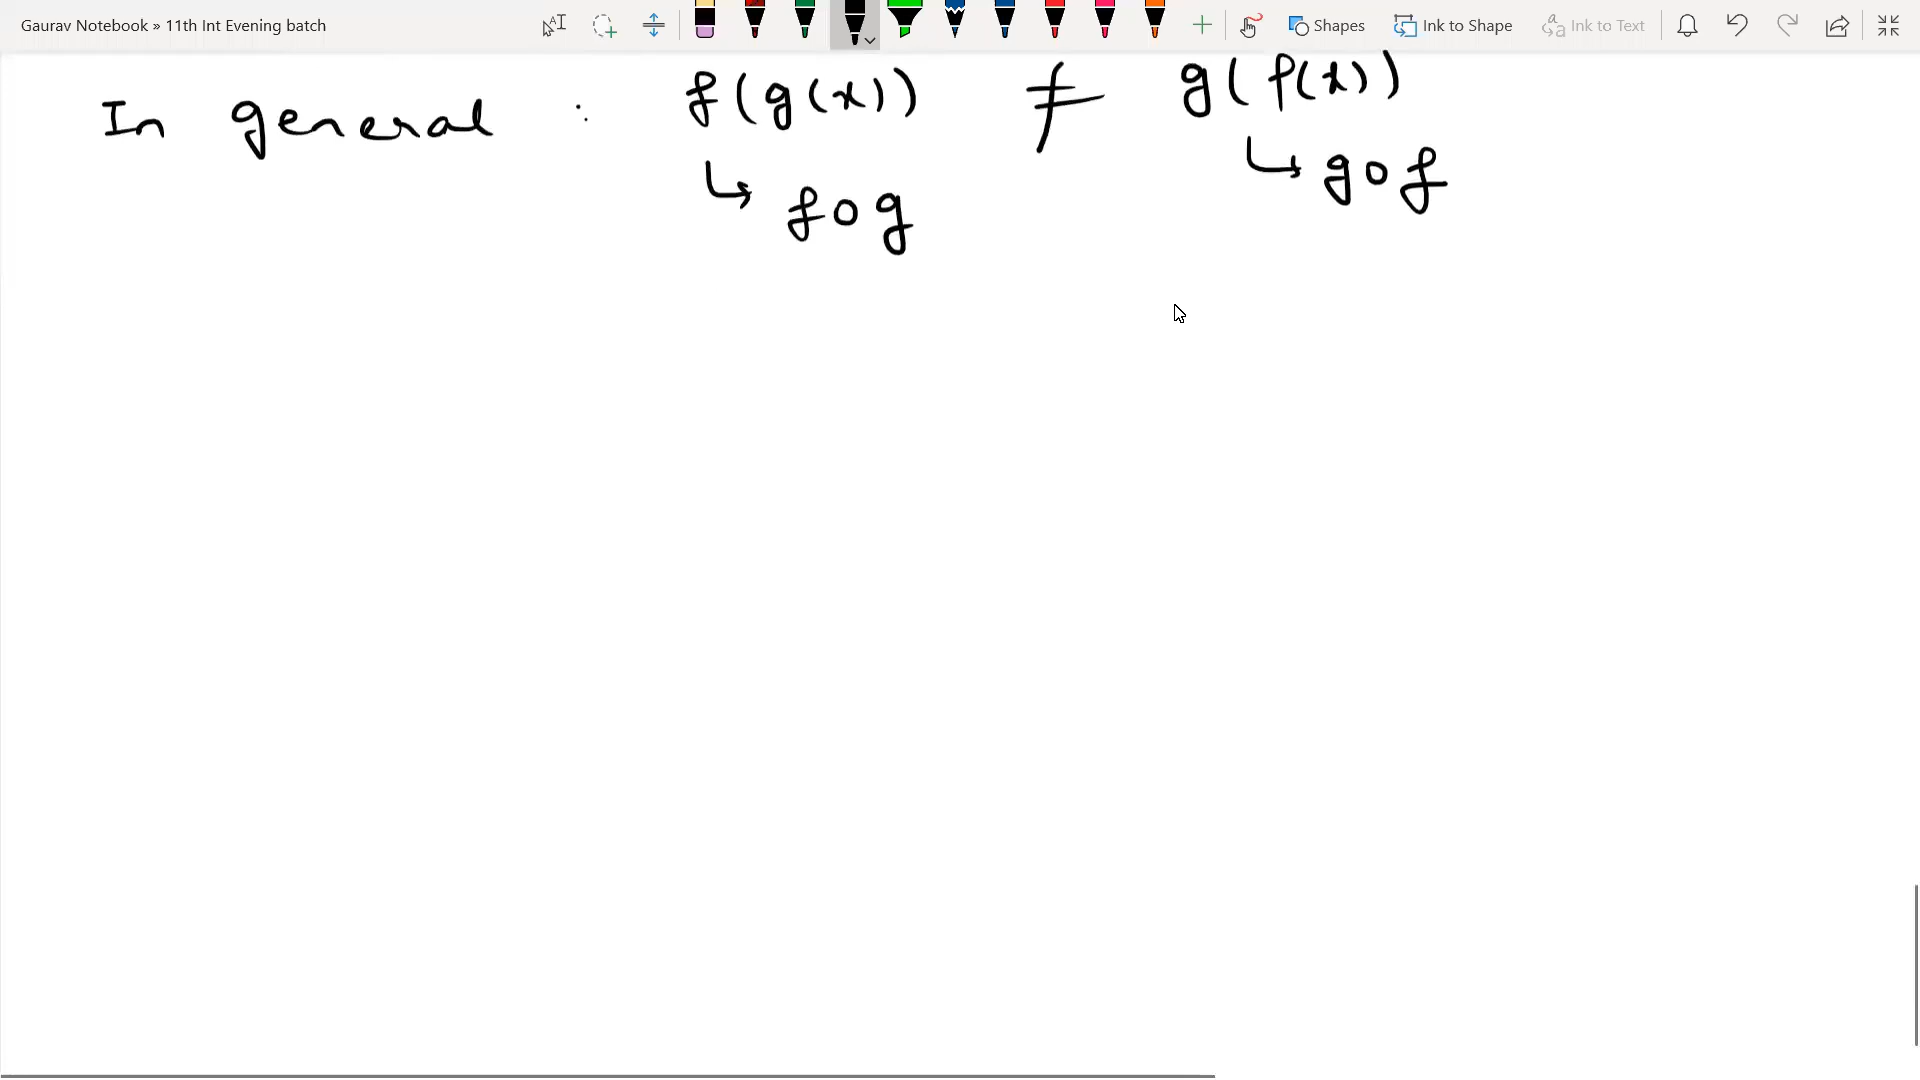 Gaurav Notebook » 11th Int Evening batch
Shapes
Ink to Shape
Ink to Text
In general : f(g(x)) ≠ g(f(x))
↳ fog ↳ gof